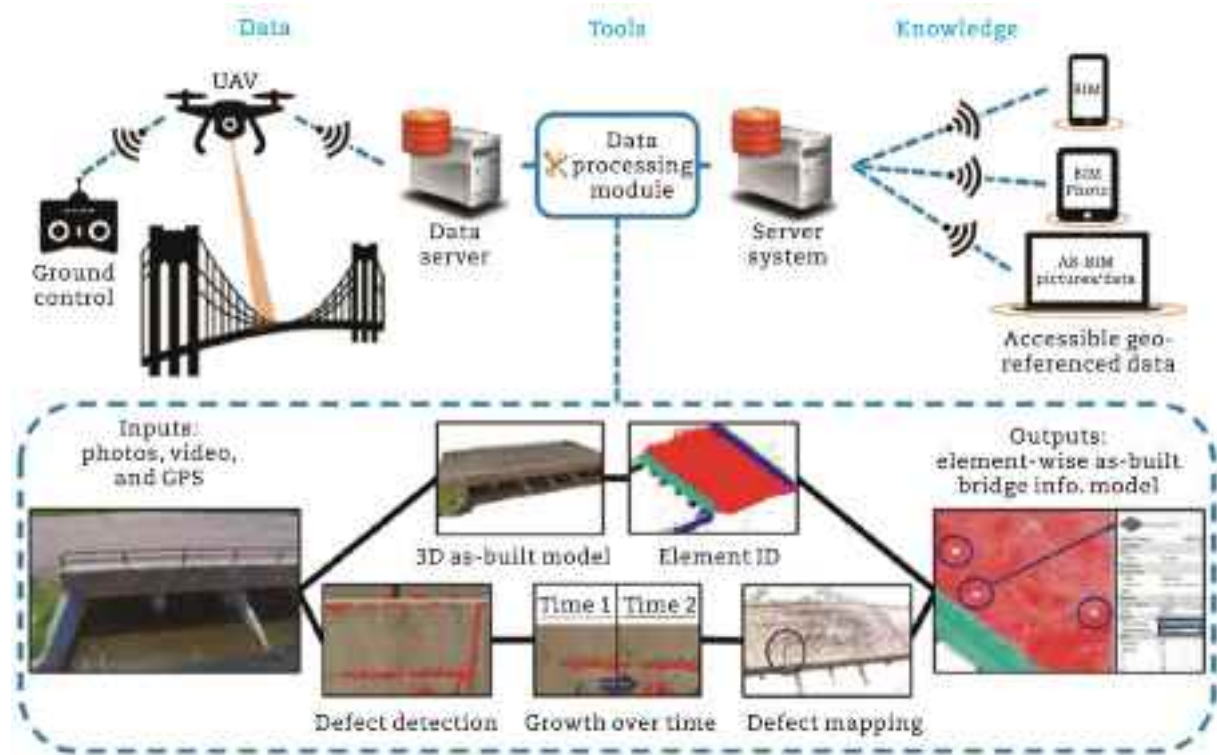 Data
Tools
Knowledge
UAV
BIM
Data
processing
module
BIM
Photo
Ground
control
Data
server
Server
system
AS-BIM
pictures/data
Accessible geo-
referenced data
Inputs:
photos, video,
and GPS
Outputs:
element-wise as-built
bridge info. model
3D as-built model
Element ID
Time 1
Time 2
Defect detection
Growth over time
Defect mapping